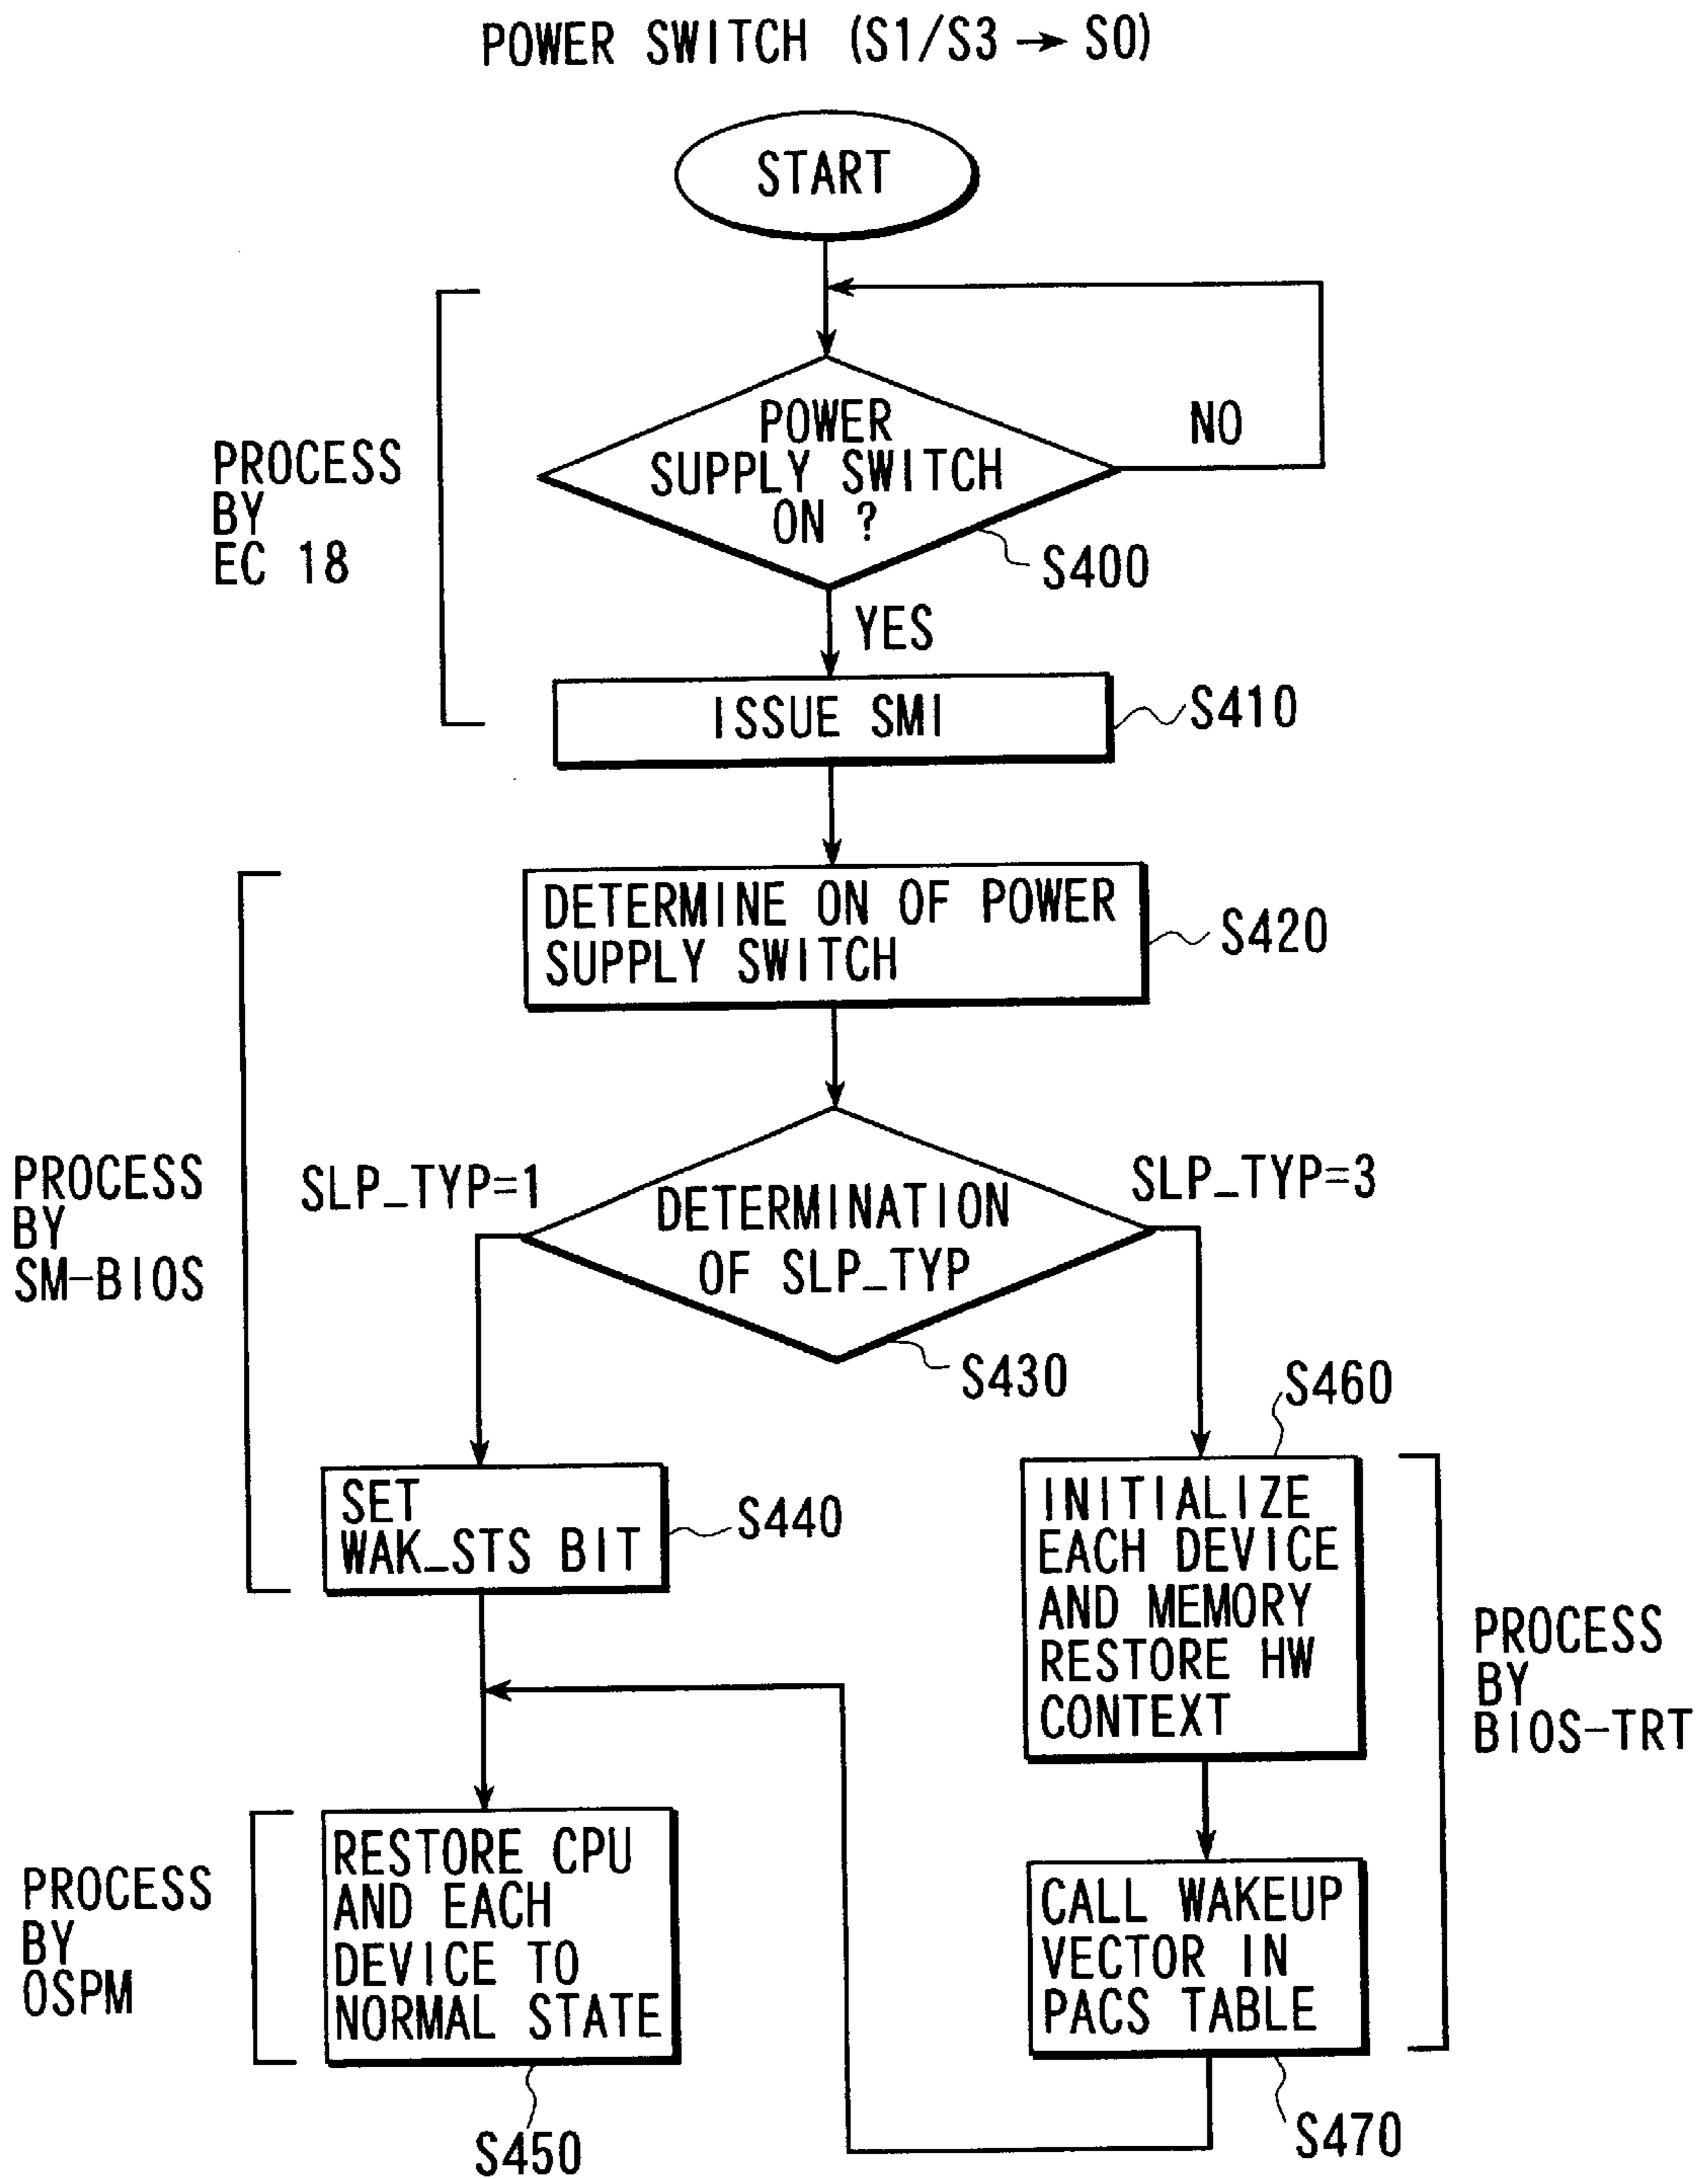 POWER SWITCH (S1/S3 → S0)
START
NO
POWER
SUPPLY SWITCH
ON ?
PROCESS
BY
EC 18
S400
YES
ISSUE SMI
S410
DETERMINE ON OF POWER
SUPPLY SWITCH
S420
PROCESS
BY
SM-BIOS
SLP_TYP=1
SLP_TYP=3
DETERMINATION
OF SLP_TYP
S430
S460
SET
WAK_STS BIT
S440
INITIALIZE
EACH DEVICE
AND MEMORY
RESTORE HW
CONTEXT
PROCESS
BY
BIOS-TRT
PROCESS
BY
OSPM
RESTORE CPU
AND EACH
DEVICE TO
NORMAL STATE
CALL WAKEUP
VECTOR IN
PACS TABLE
S450
S470